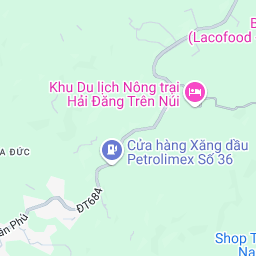 (Lacofood
Khu Du lịch Nông trại
Hải Đăng Trên Núi
Cửa hàng Xăng dầu
Petrolimex Số 36
A ĐỨC
ĐT684
Phú
Shop